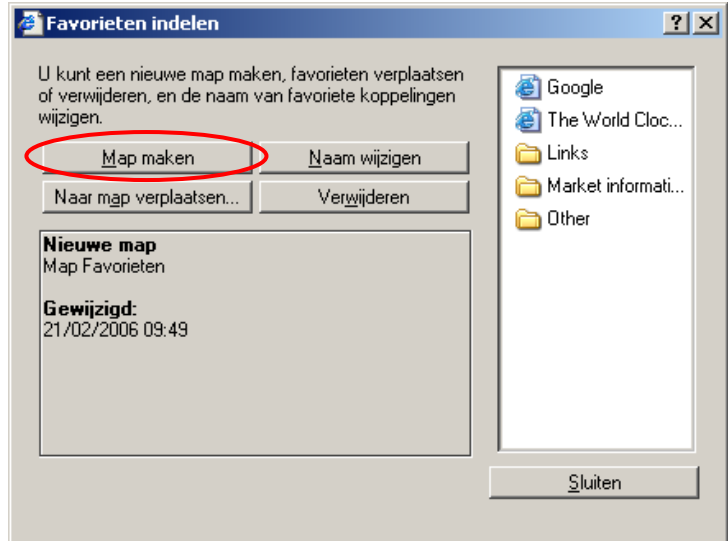 Favorieten indelen
U kunt een nieuwe map maken, favorieten verplaatsen
of verwijderen, en de naam van favoriete koppelingen
wijzigen.
Map maken
Naam wijzigen
Naar map verplaatsen...
Verwijderen
Nieuwe map
Map Favorieten
Gewijzigd:
21/02/2006 09:49
Google
The World Cloc...
Links
Market informati...
Other
Sluiten